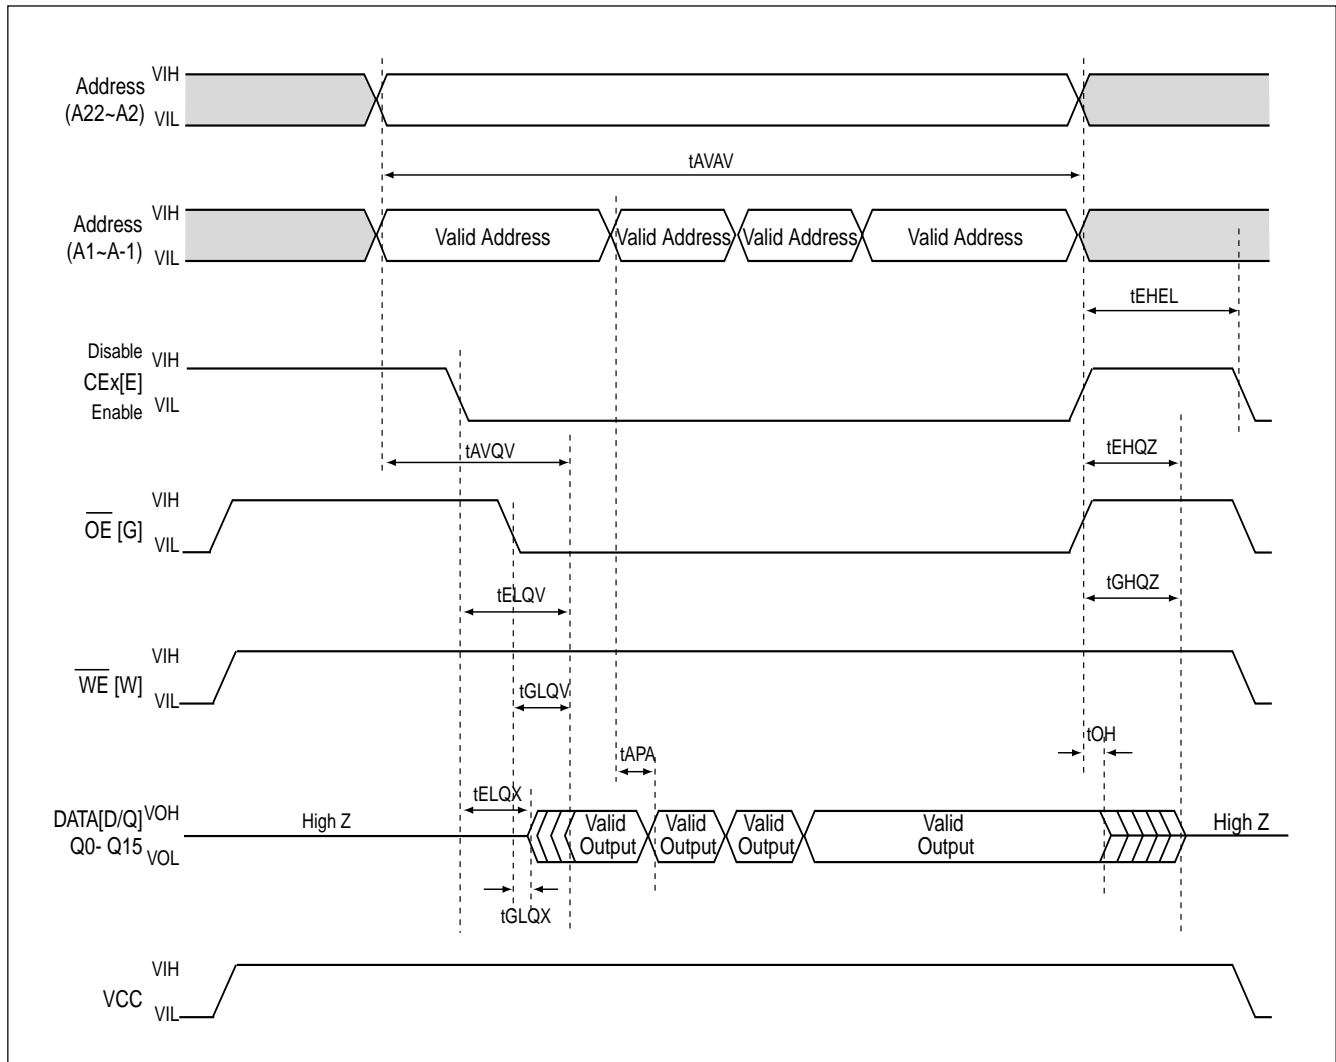 Address
(A22~A2)
VIH
VIL
tAVAV
Address
(A1~A-1)
VIH
VIL
Valid Address
Valid Address
Valid Address
Valid Address
tEHEL
Disable
CEx[E]
Enable
VIH
VIL
tAVQV
tEHQZ
OE [G]
VIH
VIL
tELQV
tGHQZ
WE [W]
VIH
VIL
tGLQV
tAPA
tOH
tELQX
DATA[D/Q]
Q0- Q15
VOH
VOL
High Z
Valid
Output
Valid
Output
Valid
Output
Valid
Output
High Z
tGLQX
VCC
VIH
VIL